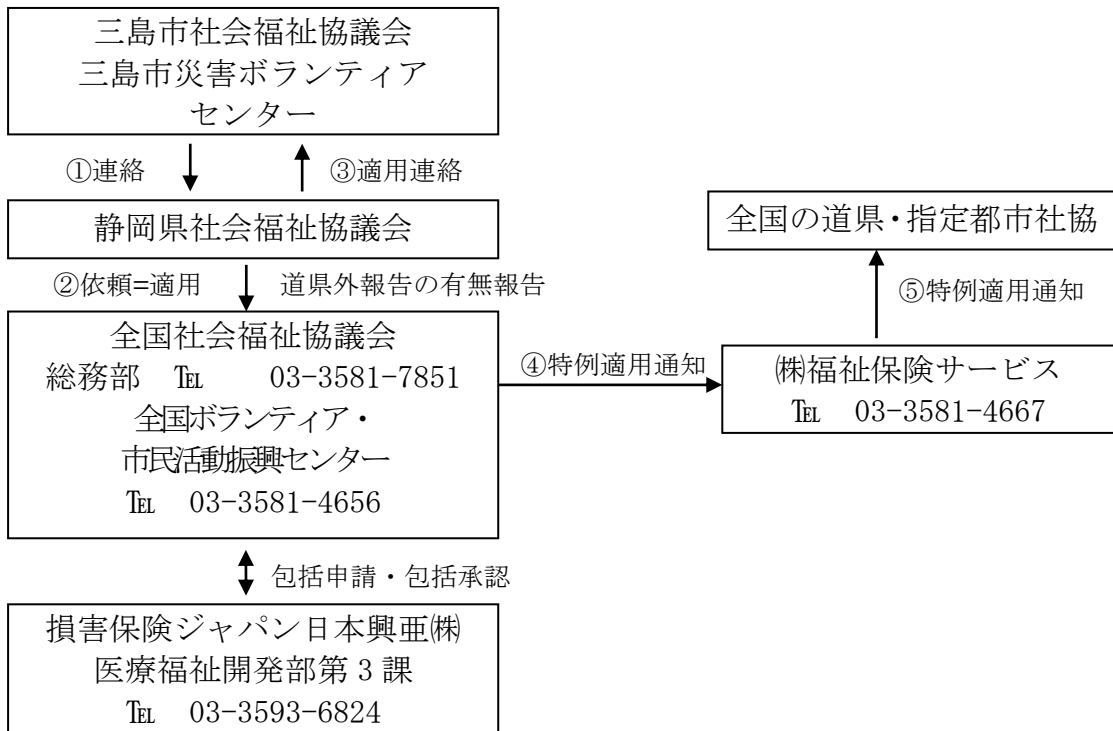 三島市社会福祉協議会
三島市災害ボランティア
センター
①連絡
③適用連絡
静岡県社会福祉協議会
全国の道県・指定都市社協
②依頼=適用
道県外報告の有無報告
⑤特例適用通知
全国社会福祉協議会
総務部 ℡ 03-3581-7851
全国ボランティア・
市民活動振興センター
℡ 03-3581-4656
④特例適用通知
㈱福祉保険サービス
℡ 03-3581-4667
包括申請・包括承認
損害保険ジャパン日本興亜㈱
医療福祉開発部第3課
℡ 03-3593-6824